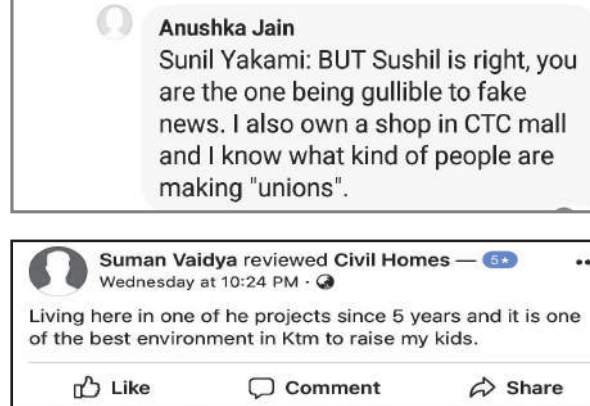 Anushka Jain
Sunil Yakami: BUT Sushil is right, you
are the one being gullible to fake
news. I also own a shop in CTC mall
and I know what kind of people are
making "unions".
Suman Vaidya reviewed Civil Homes — 5★
Wednesday at 10:24 PM ·
Living here in one of he projects since 5 years and it is one
of the best environment in Ktm to raise my kids.
Like Comment Share